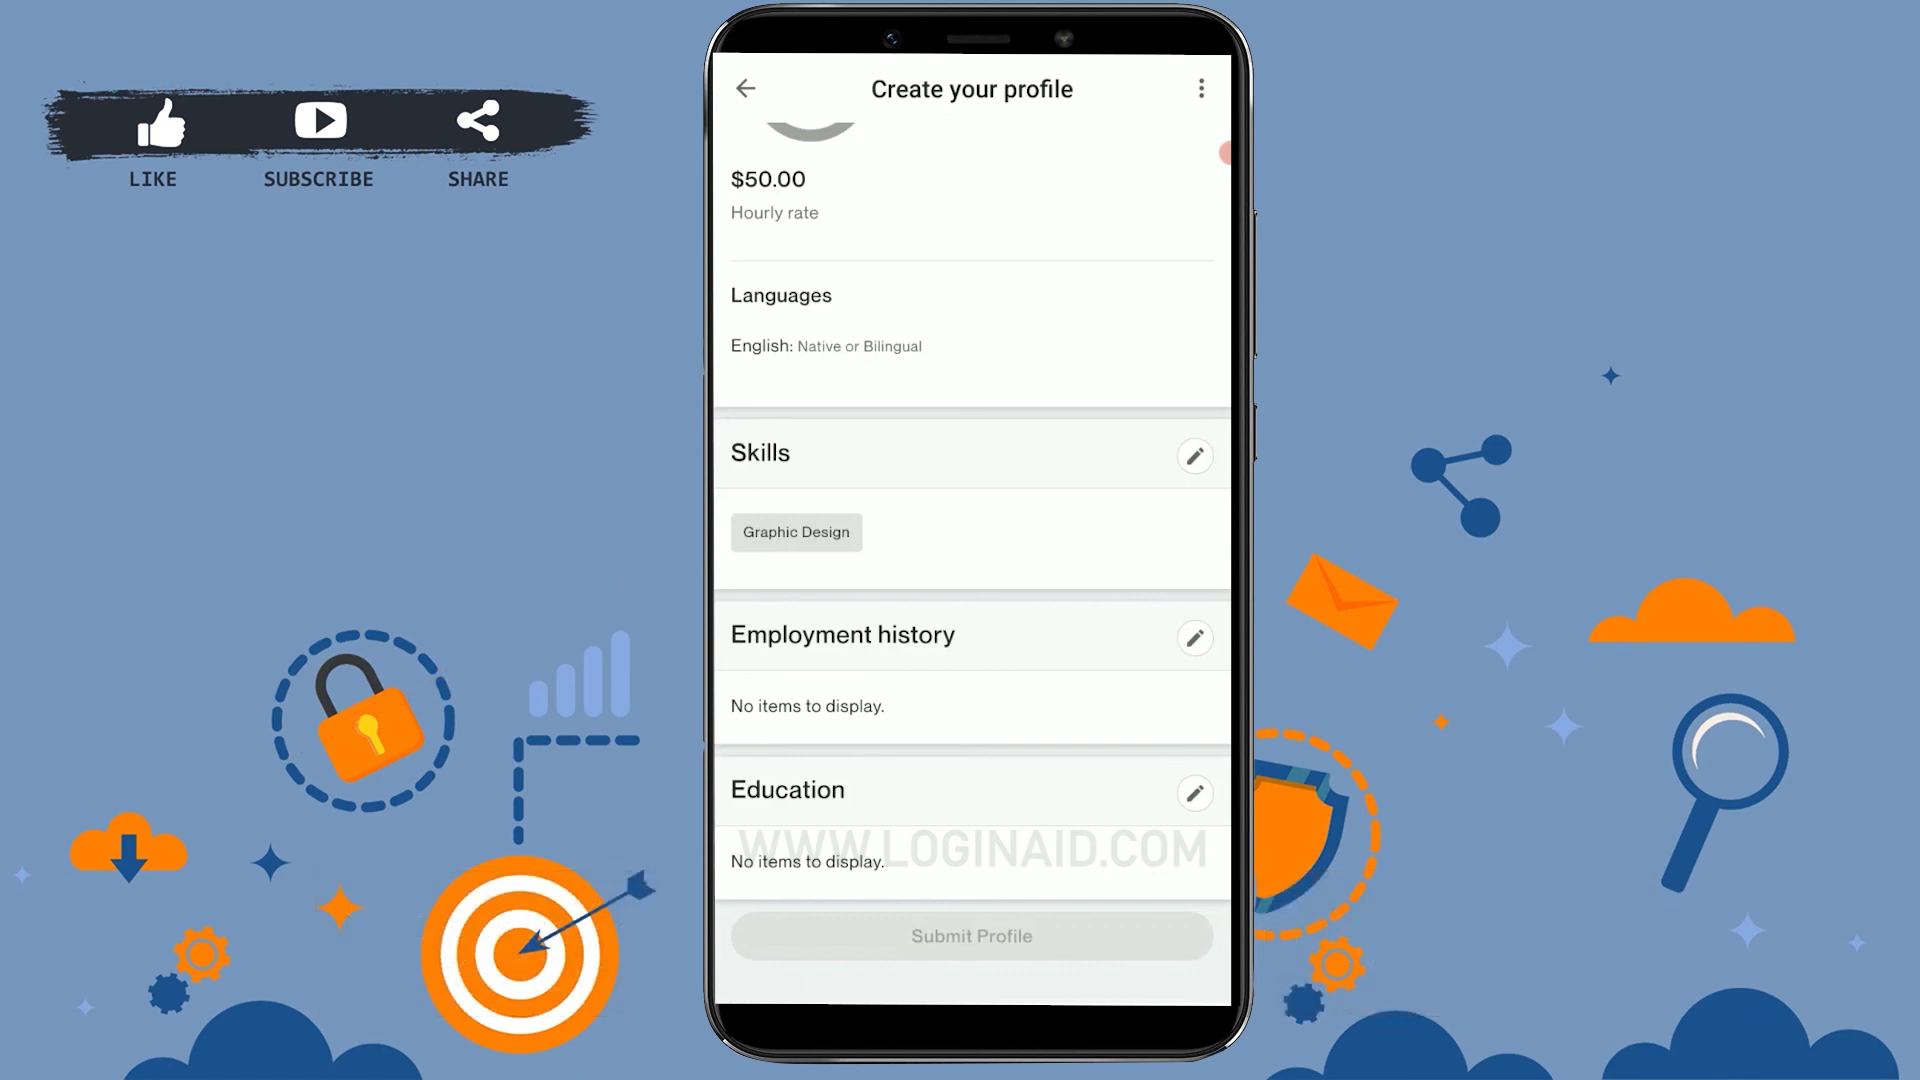 LIKE SUBSCRIBE SHARE
Create your profile
$50.00
Hourly rate
Languages
English: Native or Bilingual
Skills
Graphic Design
Employment history
No items to display.
Education
WWW.LOGINAID.COM
No items to display.
Submit Profile